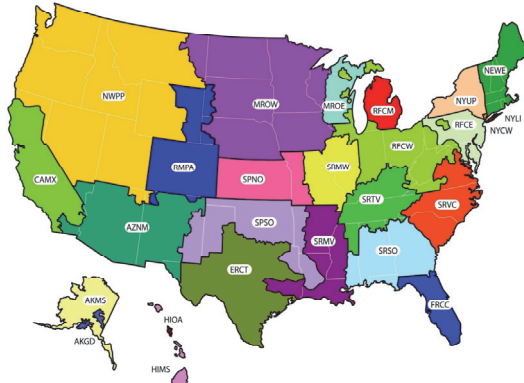 NEWE
NWPP
MROW
MROE
NYUP
RFCM
NYLI
NYCW
RFCE
RFCW
RMPA
SRMW
CAMX
SPNO
SRVC
SRTV
SPSO
AZNM
SRMV
SRSO
ERCT
AKMS
FRCC
HIOA
AKGD
HIMS